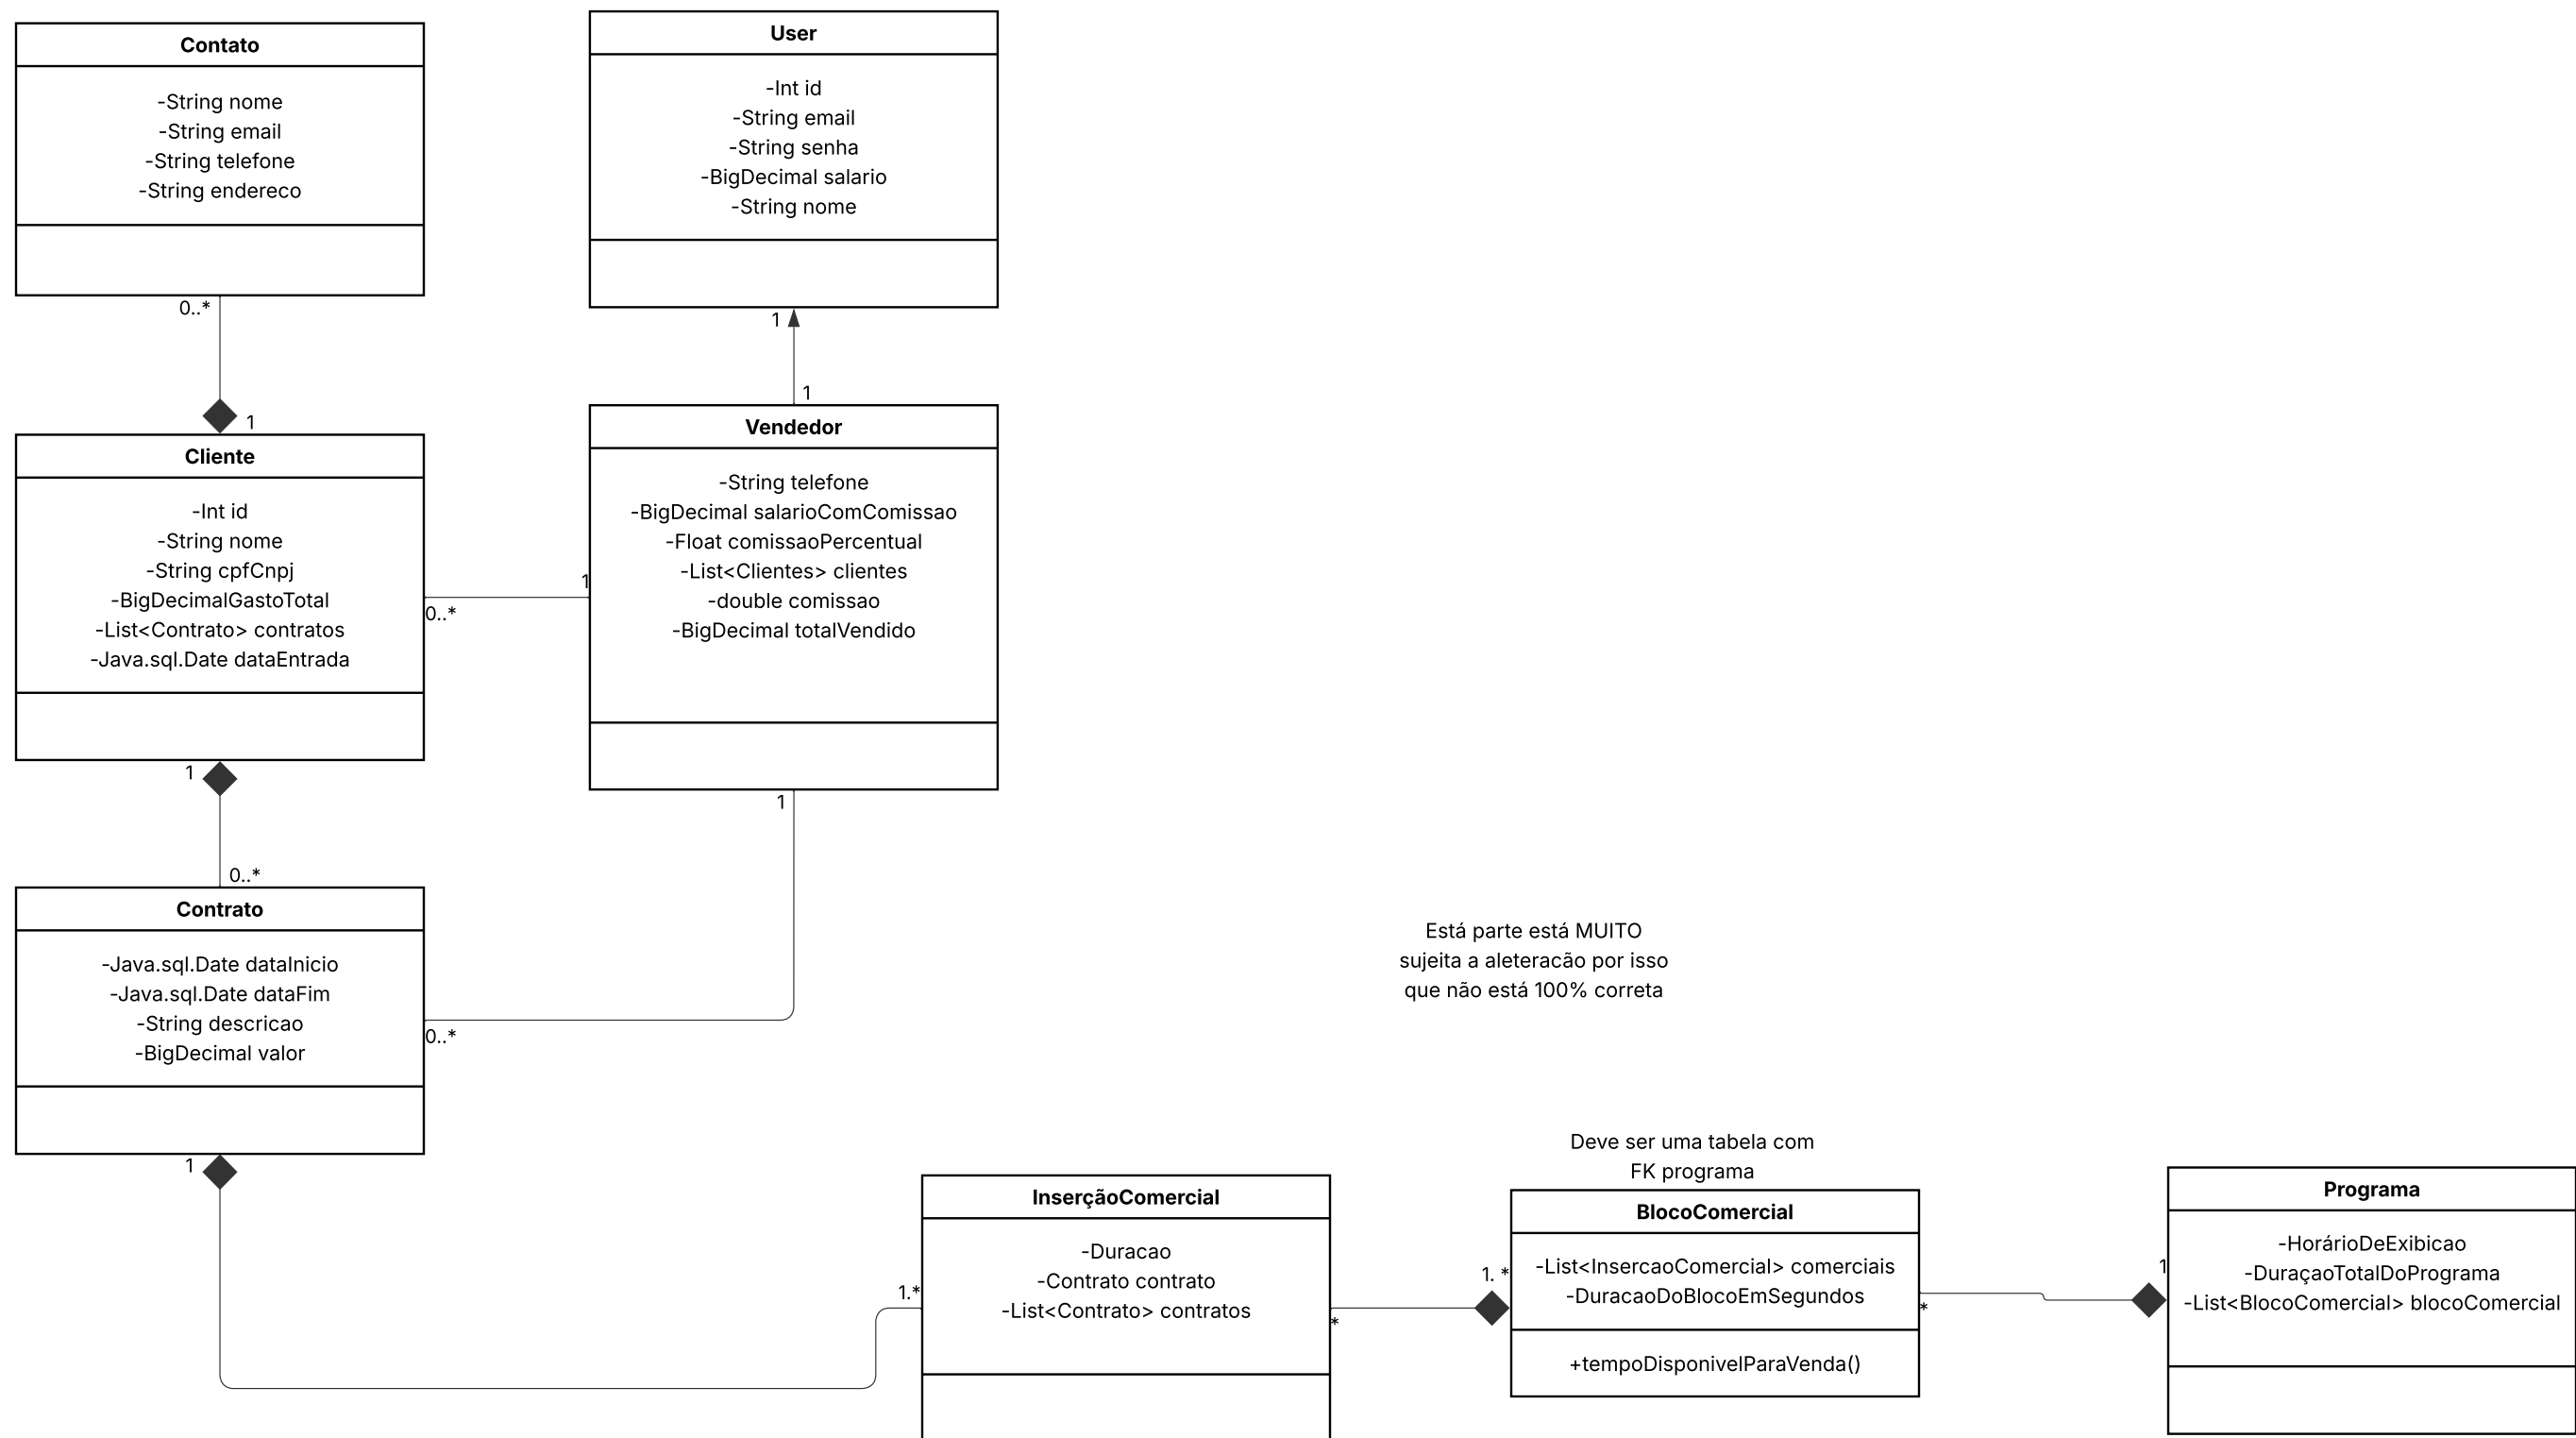 Contato
-String nome
-String email
-String telefone
-String endereco
0..*
1
User
-Int id
-String email
-String senha
-BigDecimal salario
-String nome
1
1
Cliente
-Int id
-String nome
-String cpfCnpj
-BigDecimalGastoTotal
-List<Contrato> contratos
-Java.sql.Date dataEntrada
1
0..*
Vendedor
-String telefone
-BigDecimal salarioComComissao
-Float comissaoPercentual
-List<Clientes> clientes
-double comissao
-BigDecimal totalVendido
1
0..*
1
Contrato
-Java.sql.Date dataInicio
-Java.sql.Date dataFim
-String descricao
-BigDecimal valor
0..*
1
Está parte está MUITO
sujeita a aleteracão por isso
que não está 100% correta
InserçãoComercial
-Duracao
-Contrato contrato
-List<Contrato> contratos
1.*
*
Deve ser uma tabela com
FK programa
BlocoComercial
-List<InsercaoComercial> comerciais
-DuracaoDoBlocoEmSegundos
+tempoDisponivelParaVenda()
1. *
*
Programa
-HorárioDeExibicao
-DuraçaoTotalDoPrograma
-List<BlocoComercial> blocoComercial
1